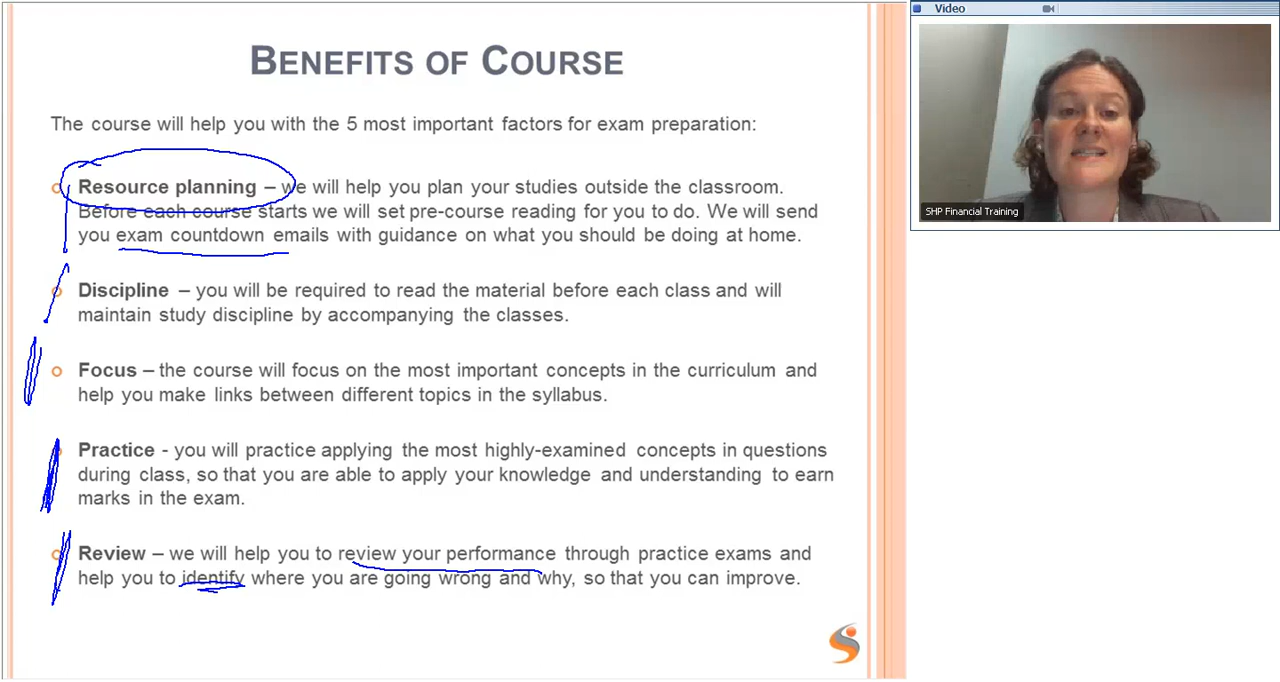 BENEFITS OF COURSE
The course will help you with the 5 most important factors for exam preparation:
Resource planning – we will help you plan your studies outside the classroom.
Before each course starts we will set pre-course reading for you to do. We will send
you exam countdown emails with guidance on what you should be doing at home.
Discipline – you will be required to read the material before each class and will
maintain study discipline by accompanying the classes.
Focus – the course will focus on the most important concepts in the curriculum and
help you make links between different topics in the syllabus.
Practice - you will practice applying the most highly-examined concepts in questions
during class, so that you are able to apply your knowledge and understanding to earn
marks in the exam.
Review – we will help you to review your performance through practice exams and
help you to identify where you are going wrong and why, so that you can improve.
Video
SHP Financial Training